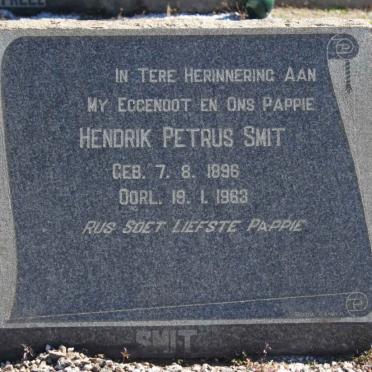 IN TERE HERINNERING AAN
MY EGGENOOT EN ONS PAPPIE
HENDRIK PETRUS SMIT
GEB. 7. 8. 1896
OORL. 19. 1. 1963
RUS SOET LIEFSTE PAPPIE
SMIT